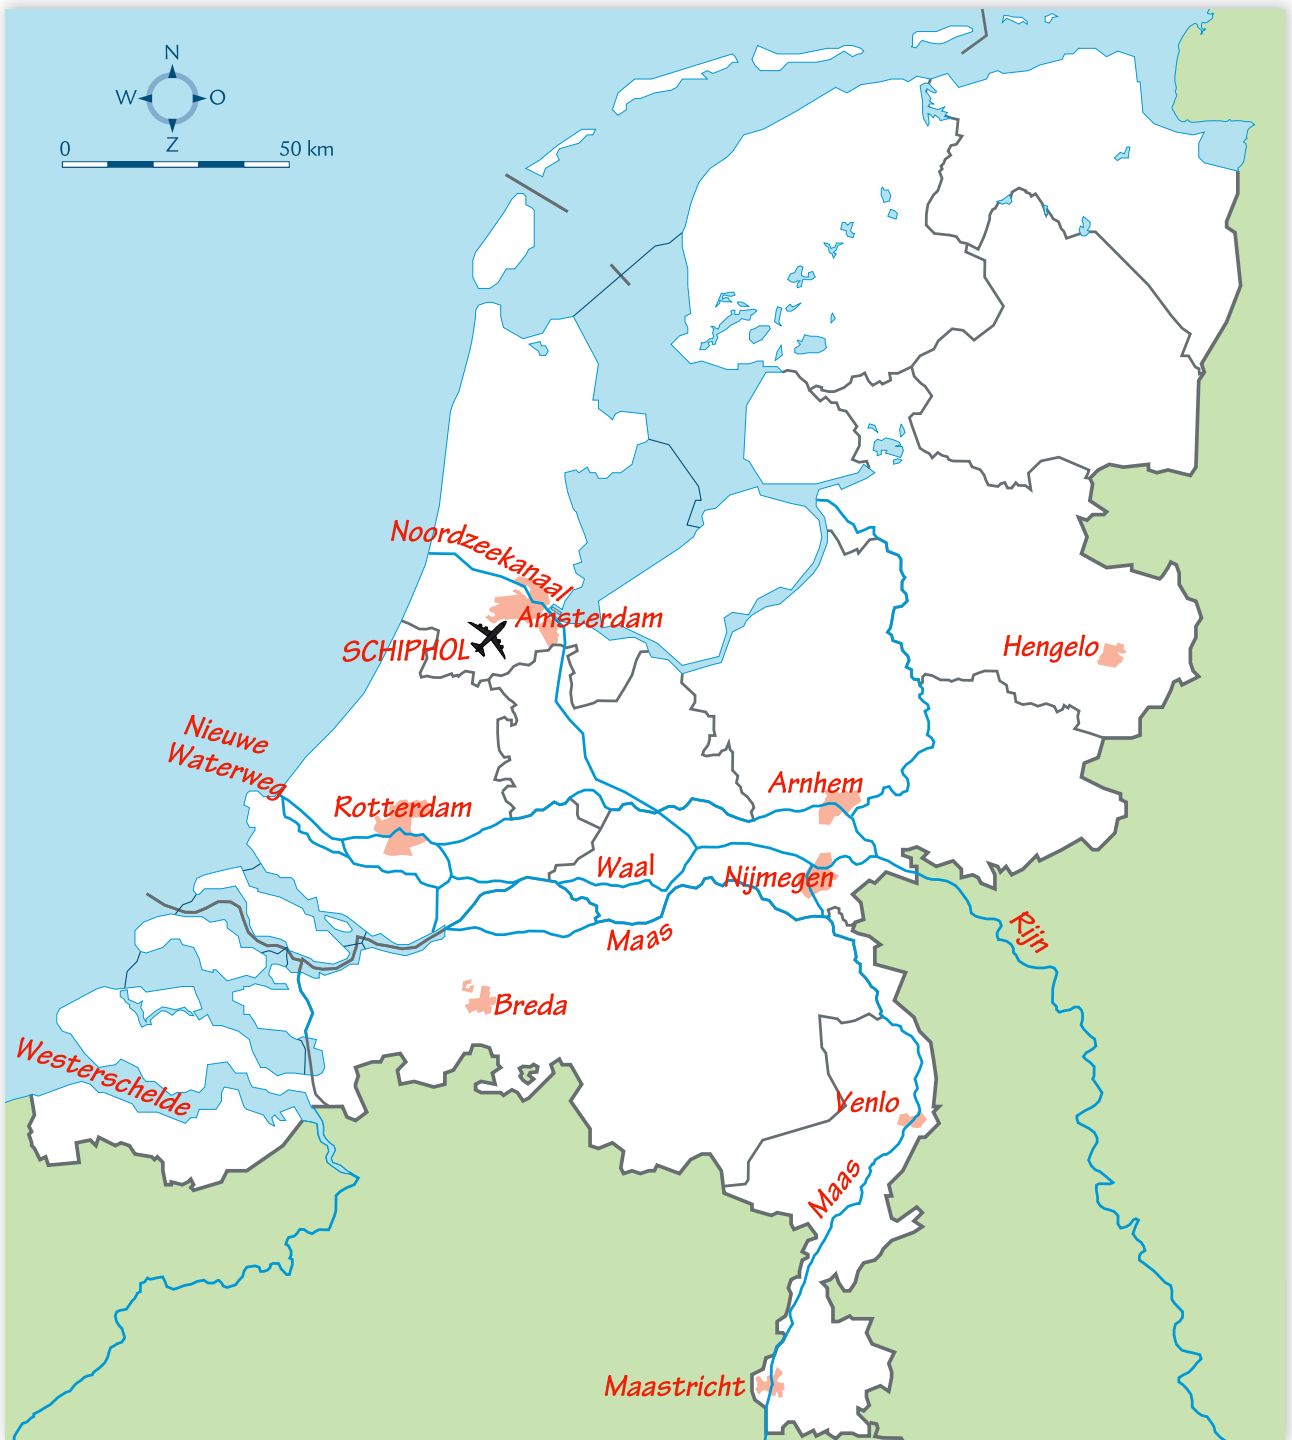 N
W
O
Z
0
50 km
Noordzeekanaal
Amsterdam
SCHIPHOL
Hengelo
Nieuwe
Waterweg
Rotterdam
Arnhem
Waal
Nijmegen
Maas
Rijn
Breda
Westerschelde
Venlo
Maas
Maastricht